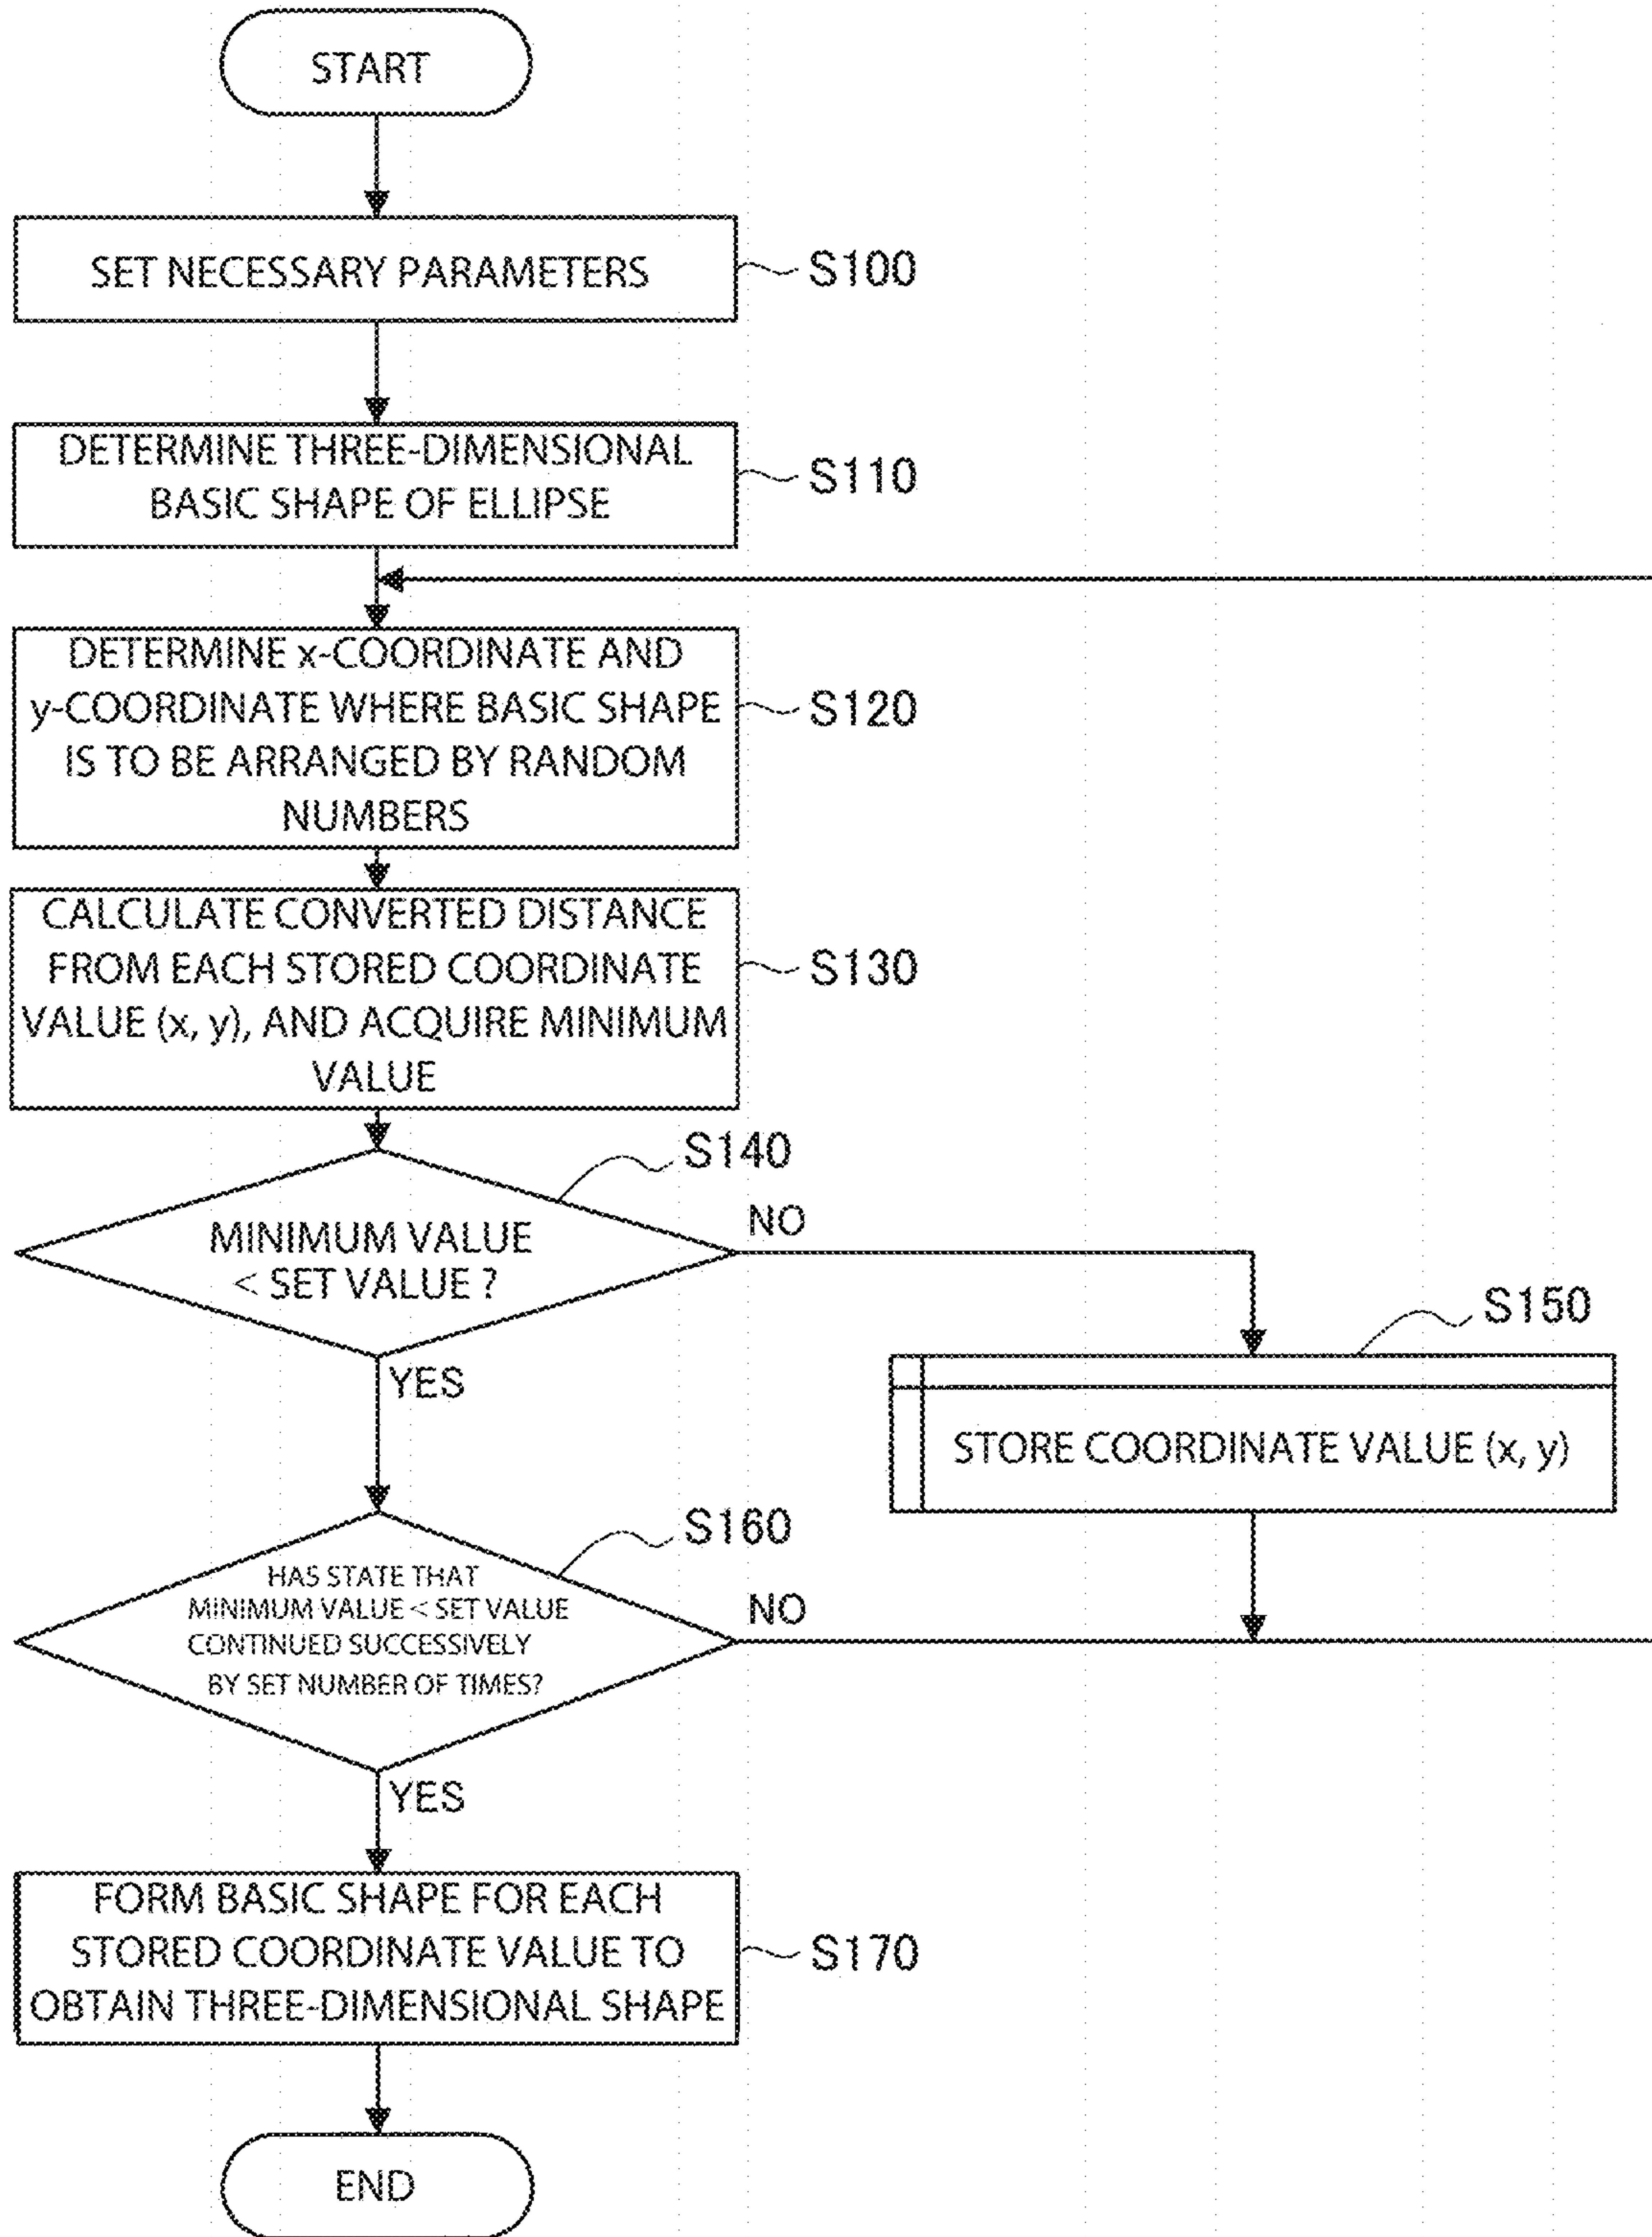 START
SET NECESSARY PARAMETERS
S100
DETERMINE THREE-DIMENSIONAL
BASIC SHAPE OF ELLIPSE
S110
DETERMINE x-COORDINATE AND
y-COORDINATE WHERE BASIC SHAPE
IS TO BE ARRANGED BY RANDOM
NUMBERS
S120
CALCULATE CONVERTED DISTANCE
FROM EACH STORED COORDINATE
VALUE (x, y), AND ACQUIRE MINIMUM
VALUE
S130
S140
MINIMUM VALUE
< SET VALUE ?
NO
YES
S150
STORE COORDINATE VALUE (x, y)
S160
HAS STATE THAT
MINIMUM VALUE < SET VALUE
CONTINUED SUCCESSIVELY
BY SET NUMBER OF TIMES?
NO
YES
FORM BASIC SHAPE FOR EACH
STORED COORDINATE VALUE TO
OBTAIN THREE-DIMENSIONAL SHAPE
S170
END